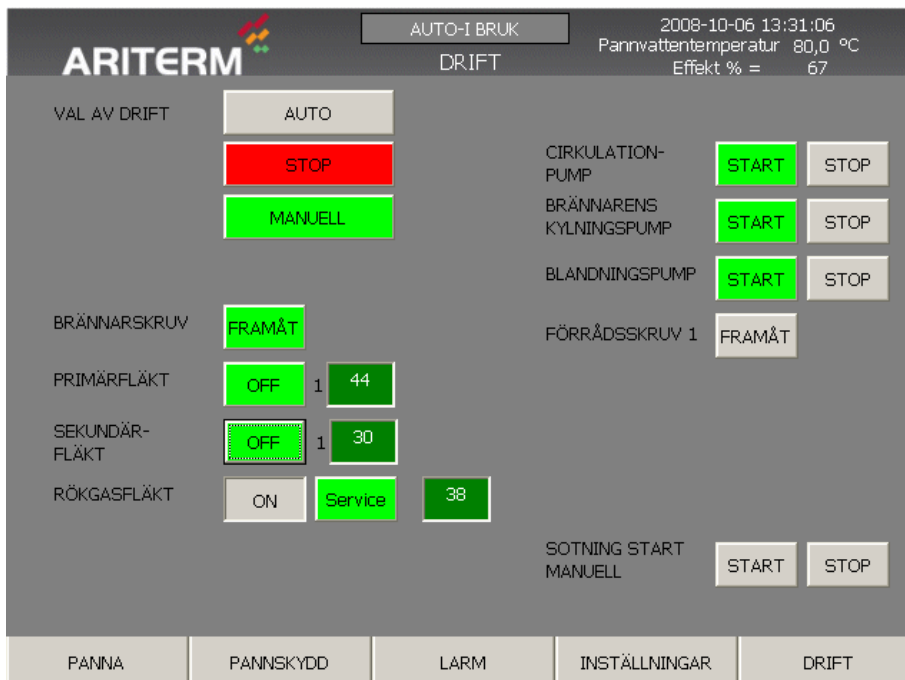 ARITERM
AUTO-I BRUK
DRIFT
2008-10-06 13:31:06
Pannvattentemperatur 80,0 ºC
Effekt % = 67
VAL AV DRIFT AUTO
STOP
MANUELL
BRÄNNARSKRUV FRAMÅT
PRIMÄRFLÄKT OFF 1 44
SEKUNDÄR-
FLÄKT OFF 1 30
RÖKGASFLÄKT ON Service 38
CIRKULATION-
PUMP START STOP
BRÄNNARENS
KYLNINGSPUMP START STOP
BLANDNINGSPUMP START STOP
FÖRRÅDSSKRUV 1 FRAMÅT
SOTNING START
MANUELL START STOP
PANNA PANNSKYDD LARM INSTÄLLNINGAR DRIFT